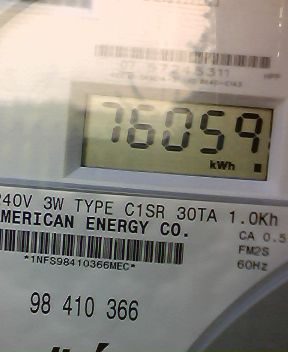 76059
kWh
240V 3W TYPE C1SR 30TA 1.0Kh
AMERICAN ENERGY CO.
CA 0.5
FM2S
60Hz
*1NFS98410366MEC*
98 410 366